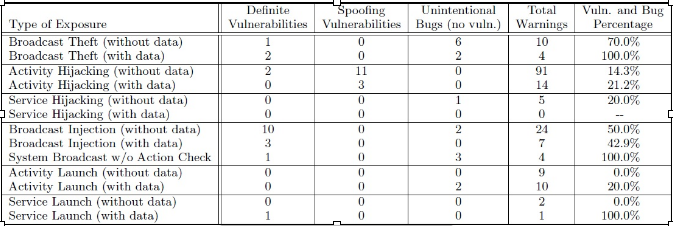 Type of Exposure Definite Vulnerabilities Spoofing Vulnerabilities Unintentional Bugs (no vuln.) Total Warnings Vuln. and Bug Percentage
Broadcast Theft (without data) 1 0 6 10 70.0%
Broadcast Theft (with data) 2 0 2 4 100.0%
Activity Hijacking (without data) 2 11 0 91 14.3%
Activity Hijacking (with data) 0 3 0 14 21.2%
Service Hijacking (without data) 0 0 1 5 20.0%
Service Hijacking (with data) 0 0 0 0 --
Broadcast Injection (without data) 10 0 2 24 50.0%
Broadcast Injection (with data) 3 0 0 7 42.9%
System Broadcast w/o Action Check 1 0 3 4 100.0%
Activity Launch (without data) 0 0 0 9 0.0%
Activity Launch (with data) 0 0 2 10 20.0%
Service Launch (without data) 0 0 0 2 0.0%
Service Launch (with data) 1 0 0 1 100.0%